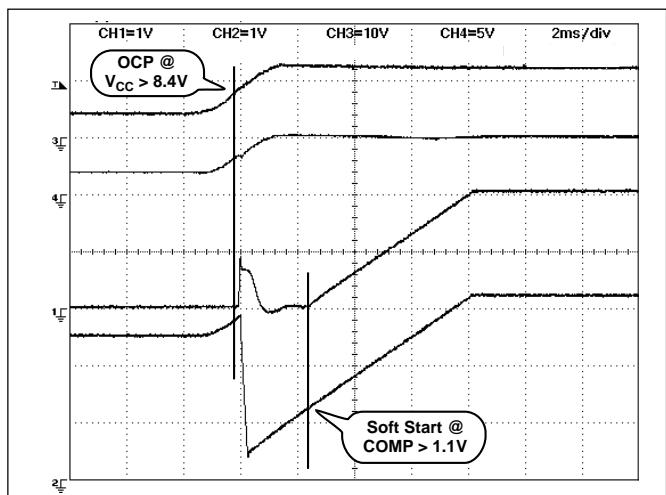 CH1=1V CH2=1V CH3=10V CH4=5V 2ms/div
OCP @
VCC > 8.4V
T
3
4
1
Soft Start @
COMP > 1.1V
2